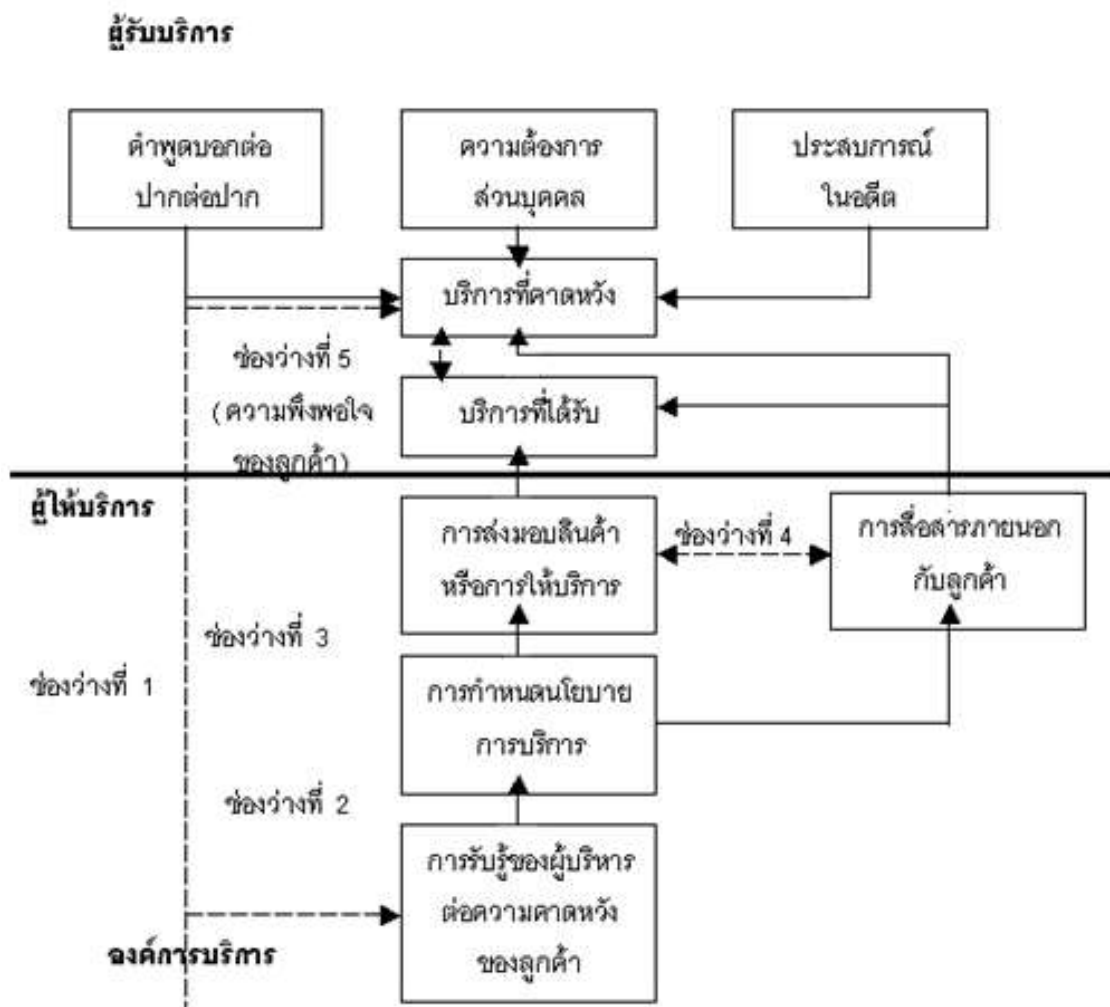 ผู้รับบริการ
คำพูดบอกต่อ
ปากต่อปาก
ความต้องการ
ส่วนบุคคล
ประสบการณ์
ในอดีต
บริการที่คาดหวัง
ช่องว่างที่ 5
(ความพึงพอใจ
ของลูกค้า)
บริการที่ได้รับ
ผู้ให้บริการ
การส่งมอบสินค้า
หรือการให้บริการ
ช่องว่างที่ 4
การสื่อสารภายนอก
กับลูกค้า
ช่องว่างที่ 3
ช่องว่างที่ 1
การกำหนดนโยบาย
การบริการ
ช่องว่างที่ 2
การรับรู้ของผู้บริหาร
ต่อความคาดหวัง
ของลูกค้า
องค์การบริการ